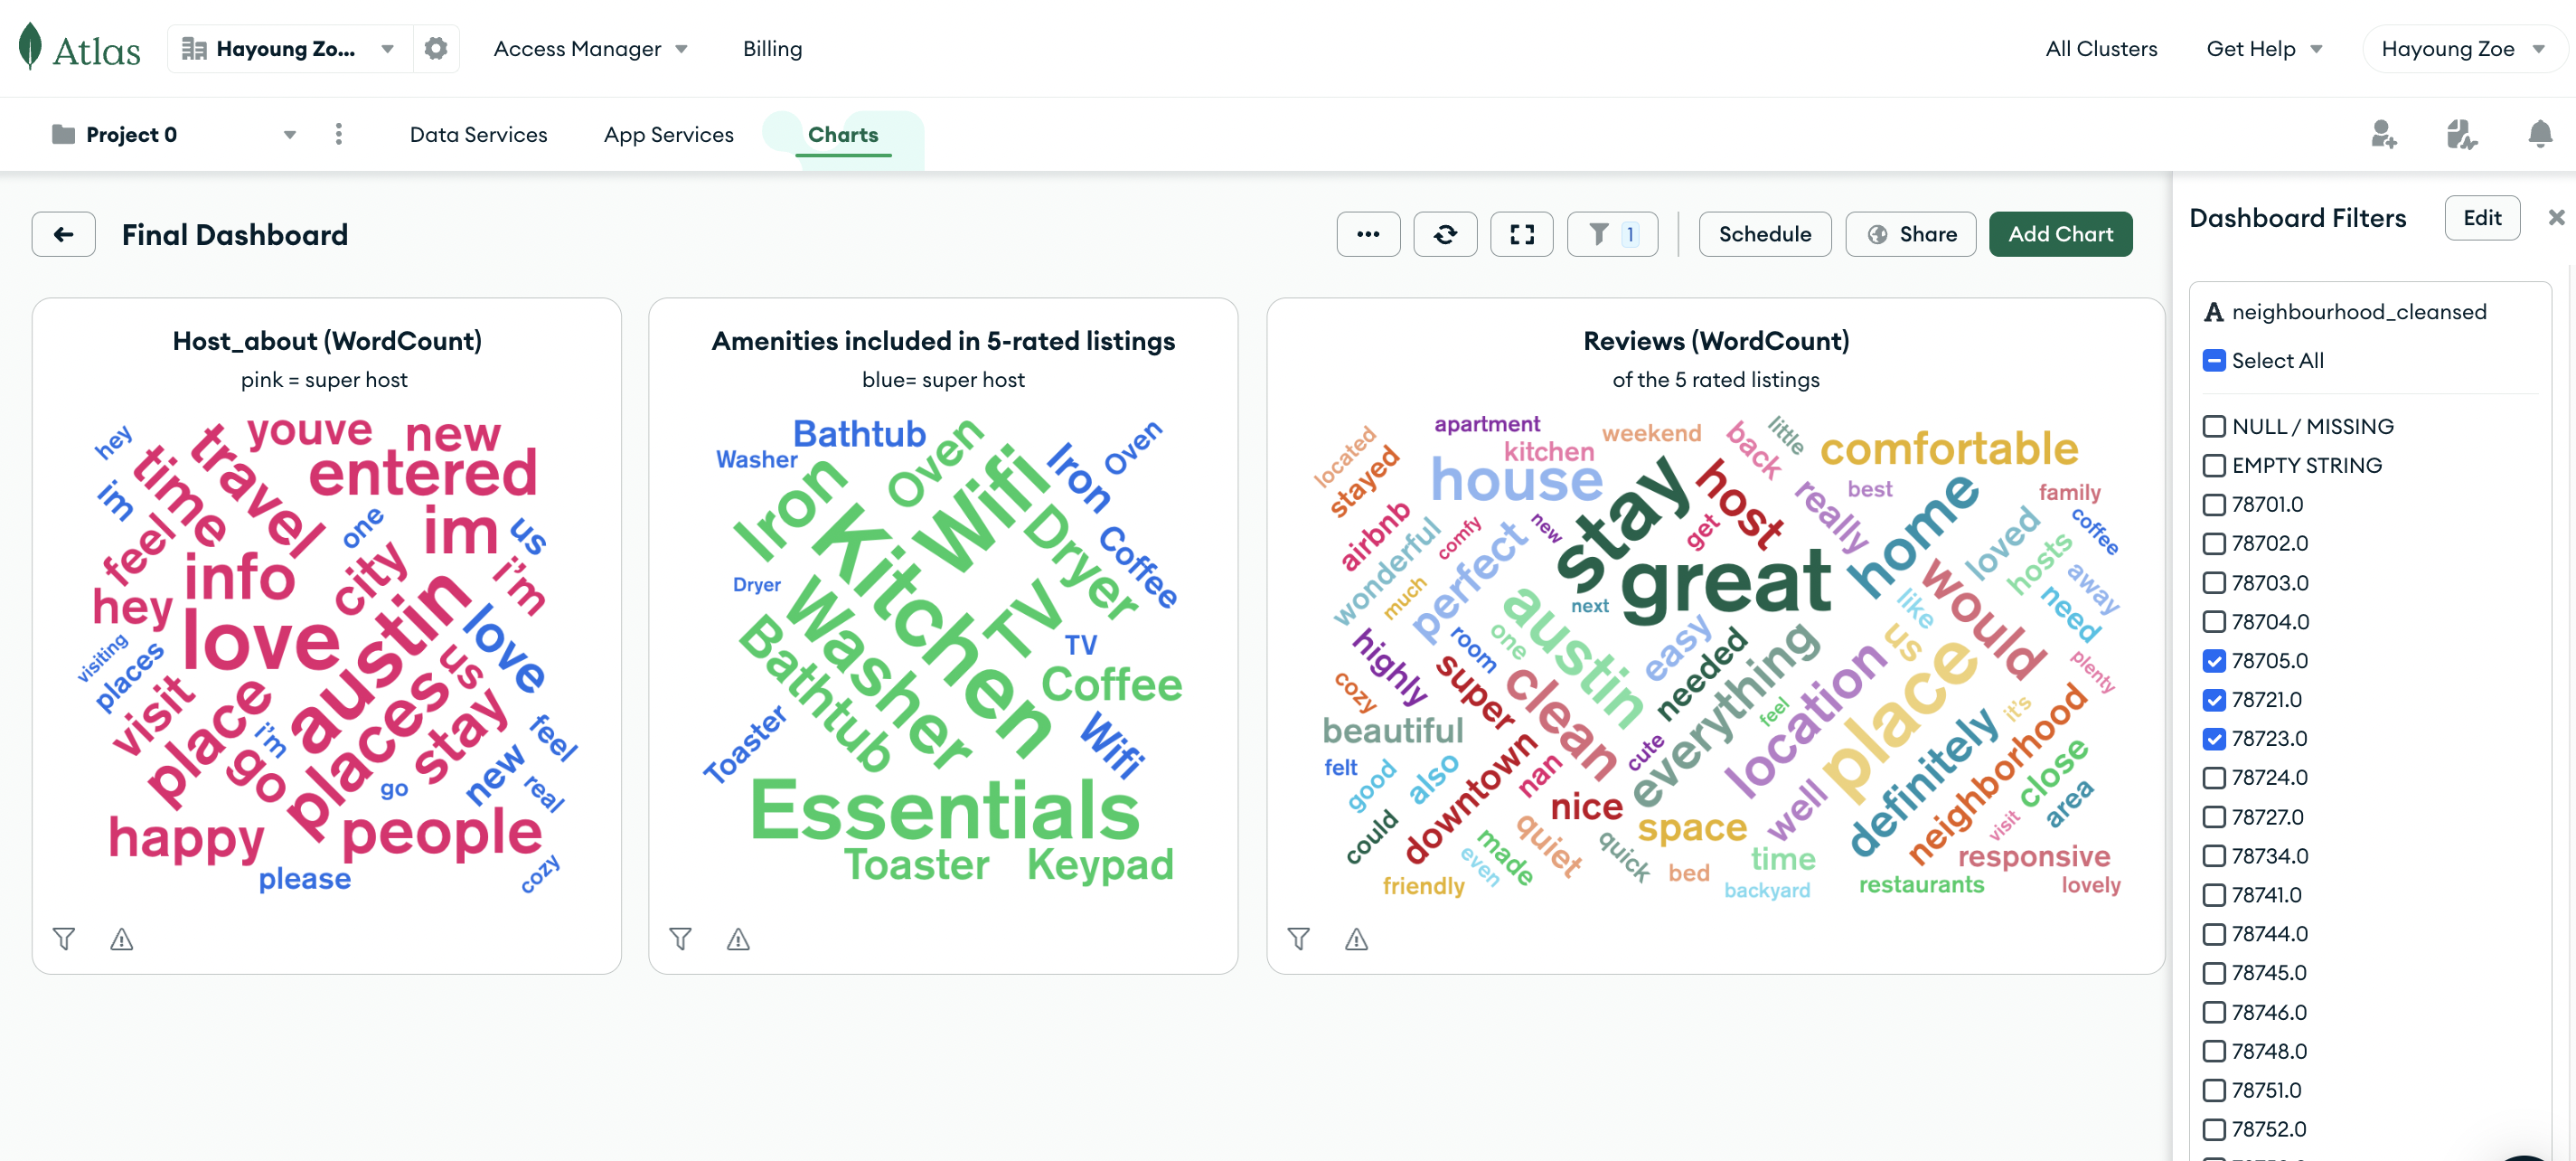 Atlas
Hayoung Zo...
Access Manager
Billing
All Clusters
Get Help
Hayoung Zoe
Project 0
Data Services
App Services
Charts
Final Dashboard
1
Schedule
Share
Add Chart
Dashboard Filters
Edit
Host_about (WordCount)
pink = super host
hey
youve
new
time
travel
entered
im
feel
one
im
us
info
city
i'm
hey
love
austin
love
visiting
places
us
visit
place
i'm
go
places
stay
feel
new
go
real
happy
people
please
cozy
Amenities included in 5-rated listings
blue= super host
Bathtub
Oven
Oven
Washer
Iron
Wifi
Iron
Kitchen
Dryer
Coffee
Dryer
Washer
TV
TV
Bathtub
Coffee
Toaster
Wifi
Essentials
Toaster
Keypad
Reviews (WordCount)
of the 5 rated listings
apartment
weekend
back
little
comfortable
located
kitchen
stayed
house
stay
host
really
best
home
family
airbnb
wonderful
comfy
new
get
loved
coffee
perfect
great
hosts
away
much
next
like
would
need
highly
room
one
austin
easy
needed
us
plenty
cozy
super
clean
everything
feel
location
place
it's
neighborhood
beautiful
downtown
cute
definitely
felt
good
also
nan
close
nice
well
area
could
quiet
space
visit
made
quick
time
responsive
even
friendly
bed
backyard
restaurants
lovely
A neighbourhood_cleansed
Select All
NULL / MISSING
EMPTY STRING
78701.0
78702.0
78703.0
78704.0
78705.0
78721.0
78723.0
78724.0
78727.0
78734.0
78741.0
78744.0
78745.0
78746.0
78748.0
78751.0
78752.0